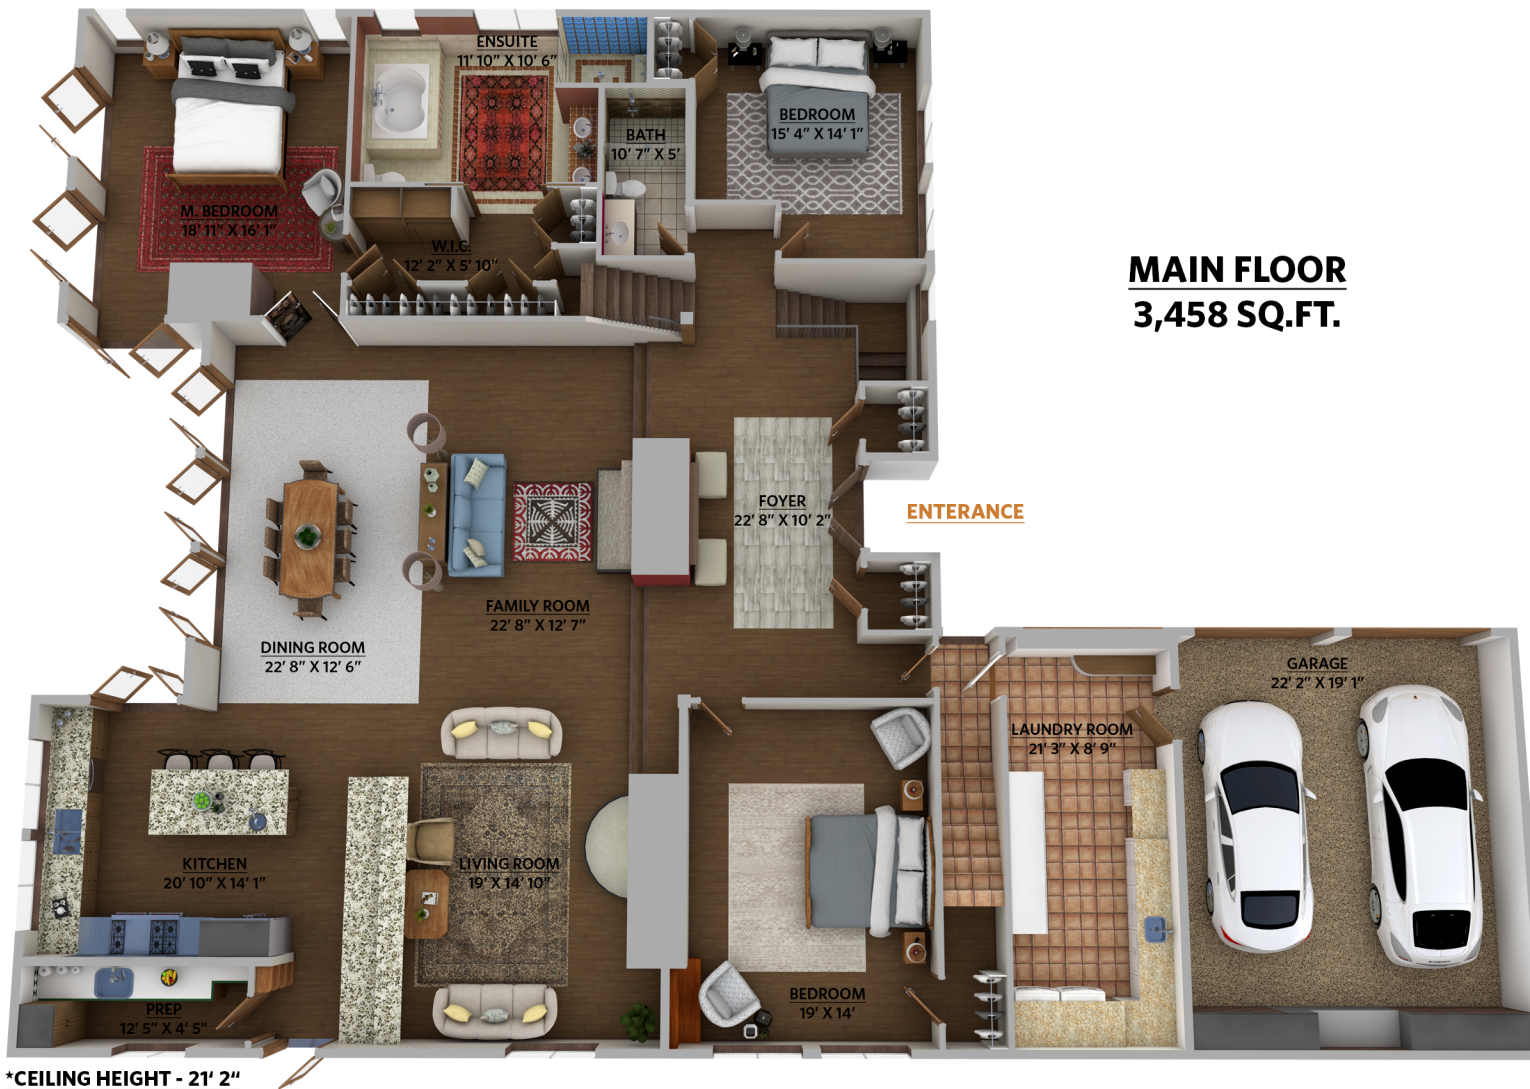 ENSUITE
11' 10" X 10' 6"
BEDROOM
15' 4" X 14' 1"
BATH
10' 7" X 5'
M. BEDROOM
18' 11" X 16' 1"
W.I.C.
12' 2" X 5' 10"
MAIN FLOOR
3,458 SQ.FT.
FOYER
22' 8" X 10' 2"
ENTERANCE
FAMILY ROOM
22' 8" X 12' 7"
DINING ROOM
22' 8" X 12' 6"
GARAGE
22' 2" X 19' 1"
LAUNDRY ROOM
21' 3" X 8' 9"
KITCHEN
20' 10" X 14' 1"
LIVING ROOM
19' X 14' 10"
BEDROOM
19' X 14'
PREP
12' 5" X 4' 5"
*CEILING HEIGHT - 21' 2"